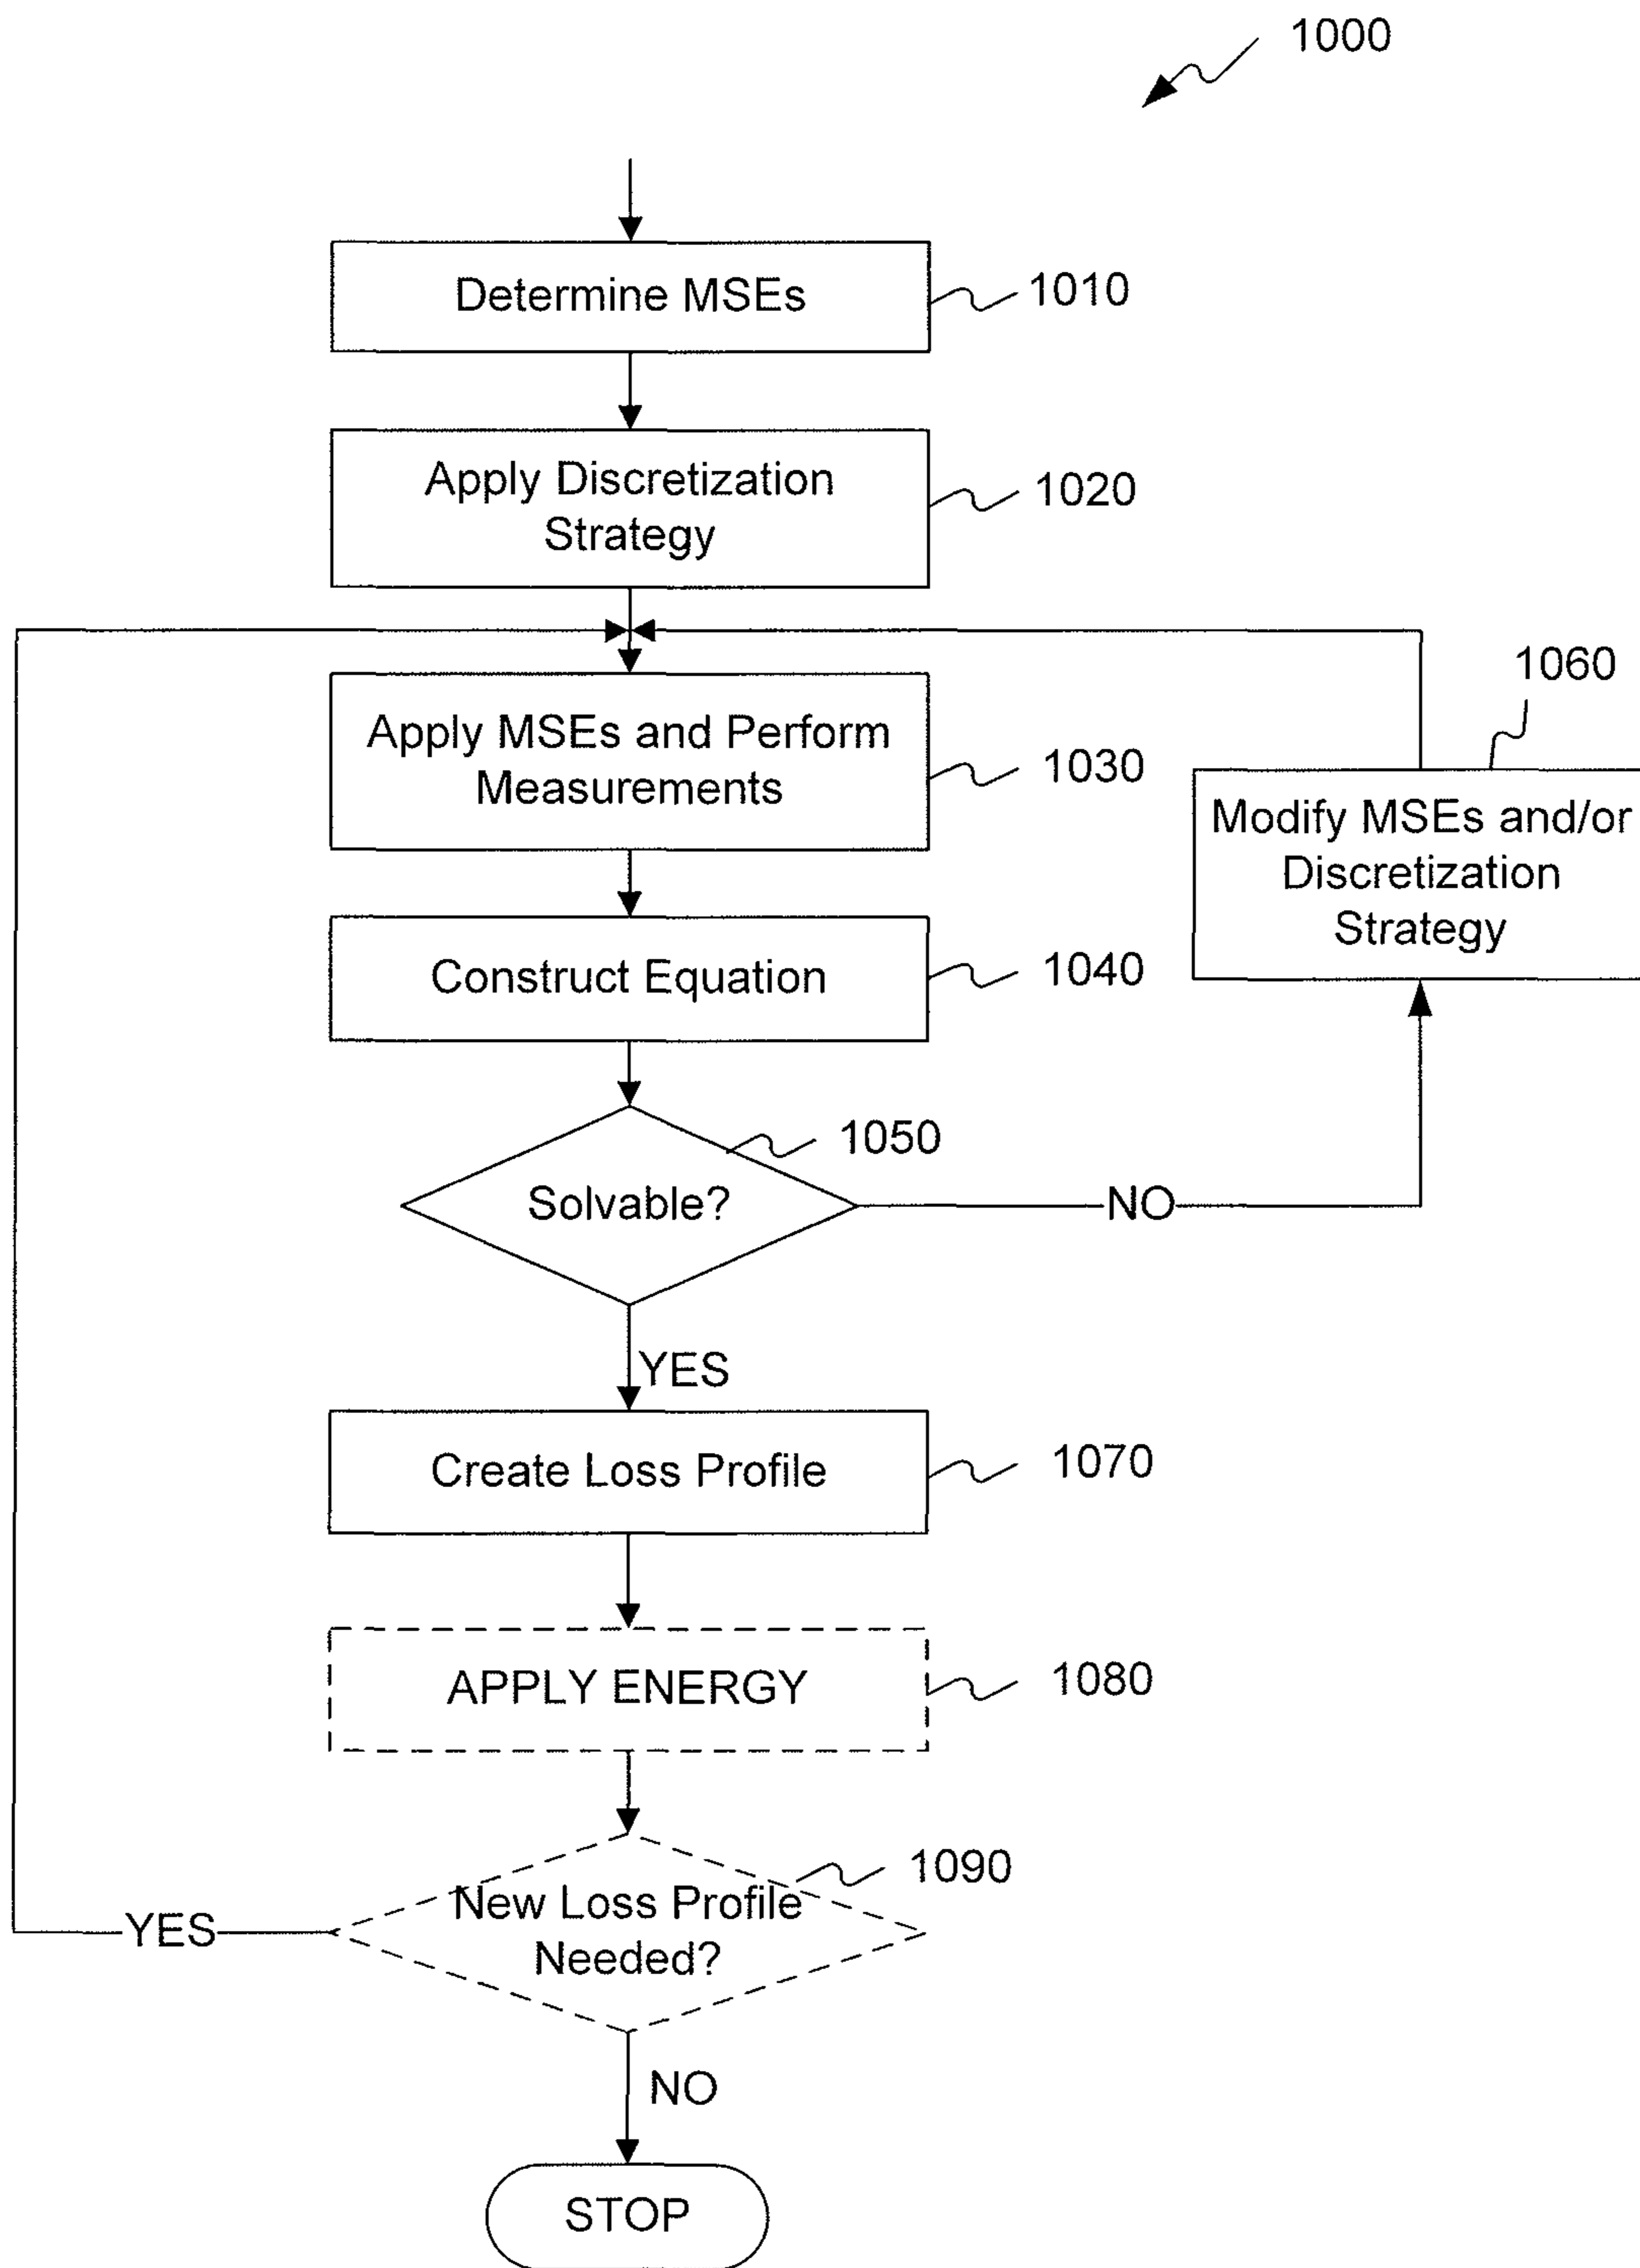 1000
Determine MSEs
1010
Apply Discretization
Strategy
1020
Apply MSEs and Perform
Measurements
1030
1060
Modify MSEs and/or
Discretization
Strategy
Construct Equation
1040
1050
Solvable?
NO
YES
Create Loss Profile
1070
APPLY ENERGY
1080
1090
New Loss Profile
Needed?
YES
NO
STOP